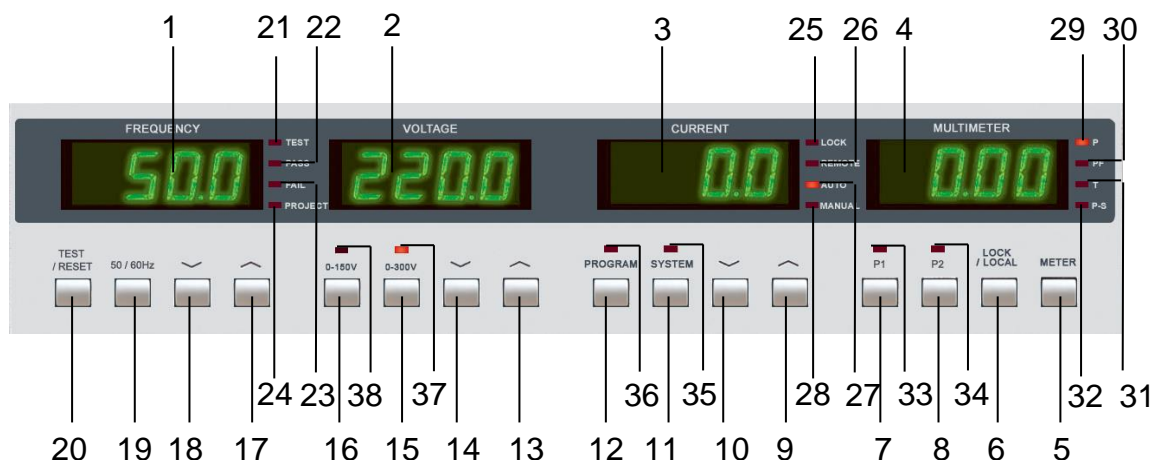 1 21 22 2 3 25 26 4 29 30
FREQUENCY VOLTAGE CURRENT MULTIMETER
50.0 220.0 0.0 0.00
TEST LOCK P
PASS REMOTE PF
FAIL AUTO T
PROJECT MANUAL P-S
TEST
/ RESET 50 / 60Hz 0-150V 0-300V PROGRAM SYSTEM P1 P2 LOCK
/ LOCAL METER
24 23 38 37 36 35 28 27 33 34 32 31
20 19 18 17 16 15 14 13 12 11 10 9 7 8 6 5